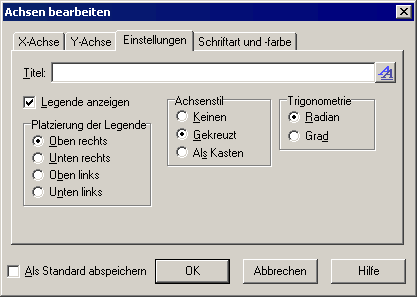 Achsen bearbeiten
X-Achse Y-Achse Einstellungen Schriftart und -farbe
Titel:
Legende anzeigen
Platzierung der Legende
Oben rechts
Unten rechts
Oben links
Unten links
Achsenstil
Keinen
Gekreuzt
Als Kasten
Trigonometrie
Radian
Grad
Als Standard abspeichern
OK Abbrechen Hilfe